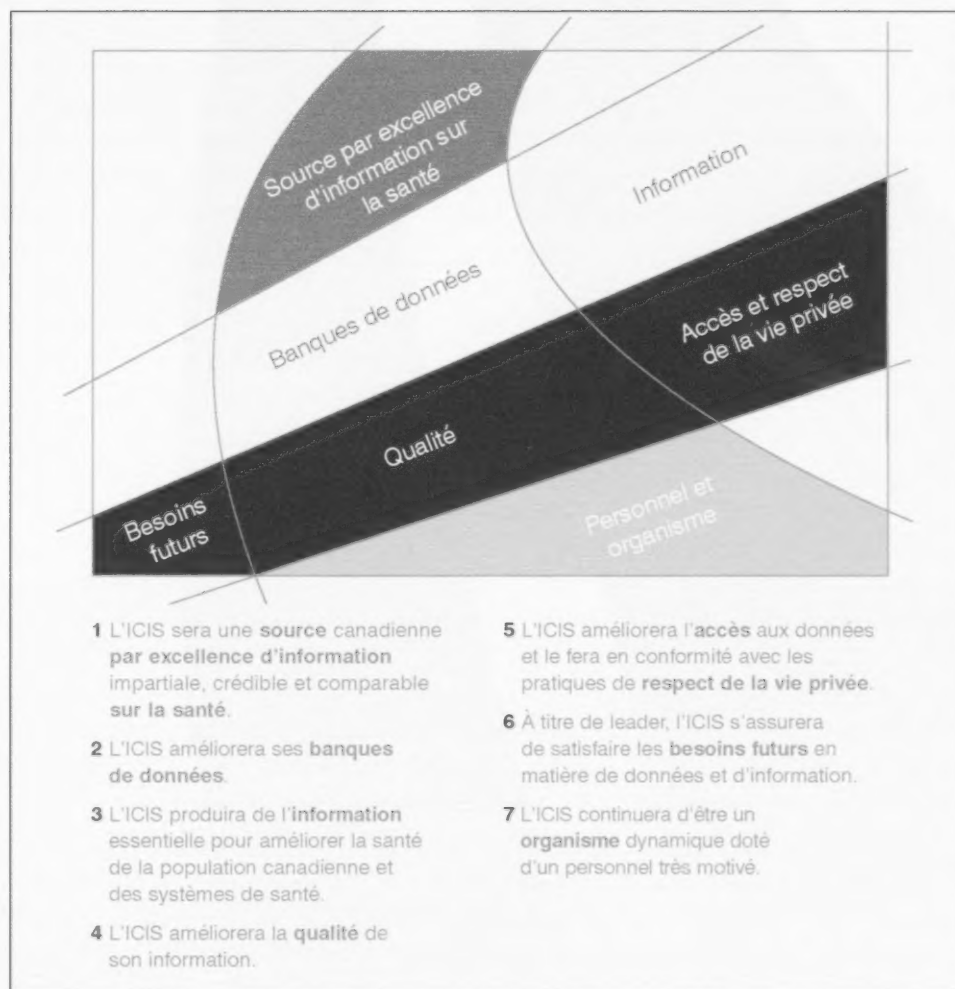 Source par excellence
d'information sur
la santé
Information
Banques de données
Accès et respect
de la vie privée
Qualité
Besoins
futurs
Personnel et
organisme
1 L'ICIS sera une source canadienne
par excellence d'information
impartiale, crédible et comparable
sur la santé.
2 L'ICIS améliorera ses banques
de données.
3 L'ICIS produira de l'information
essentielle pour améliorer la santé
de la population canadienne et
des systèmes de santé.
4 L'ICIS améliorera la qualité de
son information.
5 L'ICIS améliorera l'accès aux données
et le fera en conformité avec les
pratiques de respect de la vie privée.
6 À titre de leader, l'ICIS s'assurera
de satisfaire les besoins futurs en
matière de données et d'information.
7 L'ICIS continuera d'être un
organisme dynamique doté
d'un personnel très motivé.